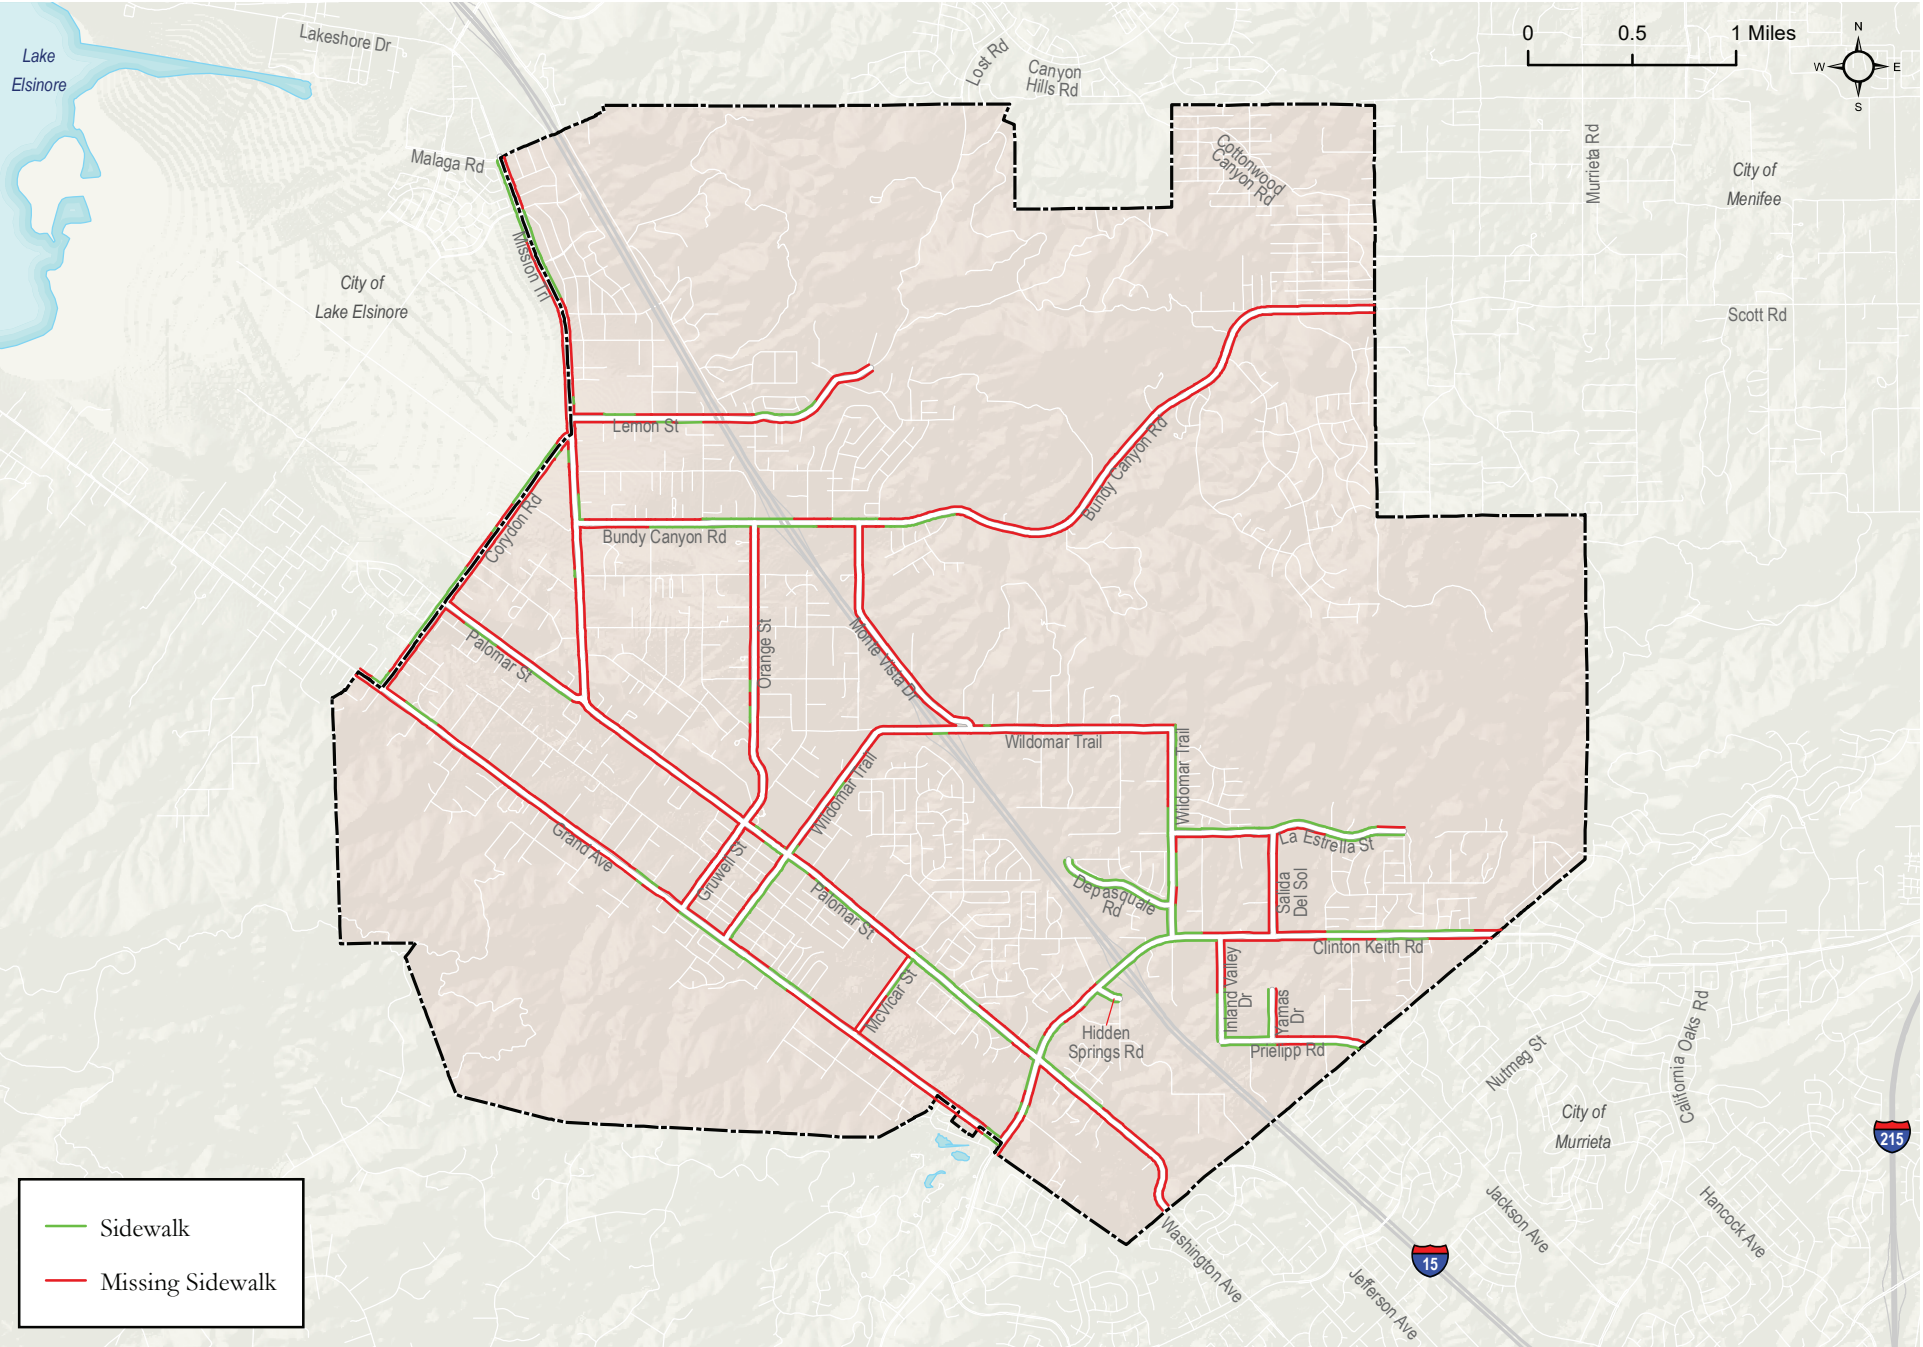 Lakeshore Dr
Lost Rd
Canyon
Hills Rd
0 0.5 1 Miles
N
W E
S
Lake
Elsinore
Malaga Rd
Cottonwood
Canyon Rd
Murrieta Rd
City of
Menifee
Mission Trl
City of
Lake Elsinore
Scott Rd
Lemon St
Bundy Canyon Rd
Corydon Rd
Bundy Canyon Rd
Palomar St
Orange St
Monte Vista Dr
Wildomar Trail
Wildomar Trail
Wildomar Trail
Grand Ave
Gruwell St
La Estrella St
Depasquale
Rd
Salida
Del Sol
Palomar St
Clinton Keith Rd
McVicar St
Inland Valley
Dr
Yamas
Dr
Hidden
Springs Rd
Prielipp Rd
Nutmeg St
California Oaks Rd
City of
Murrieta
215
Jackson Ave
Hancock Ave
Washington Ave
15
Jefferson Ave
Sidewalk
Missing Sidewalk